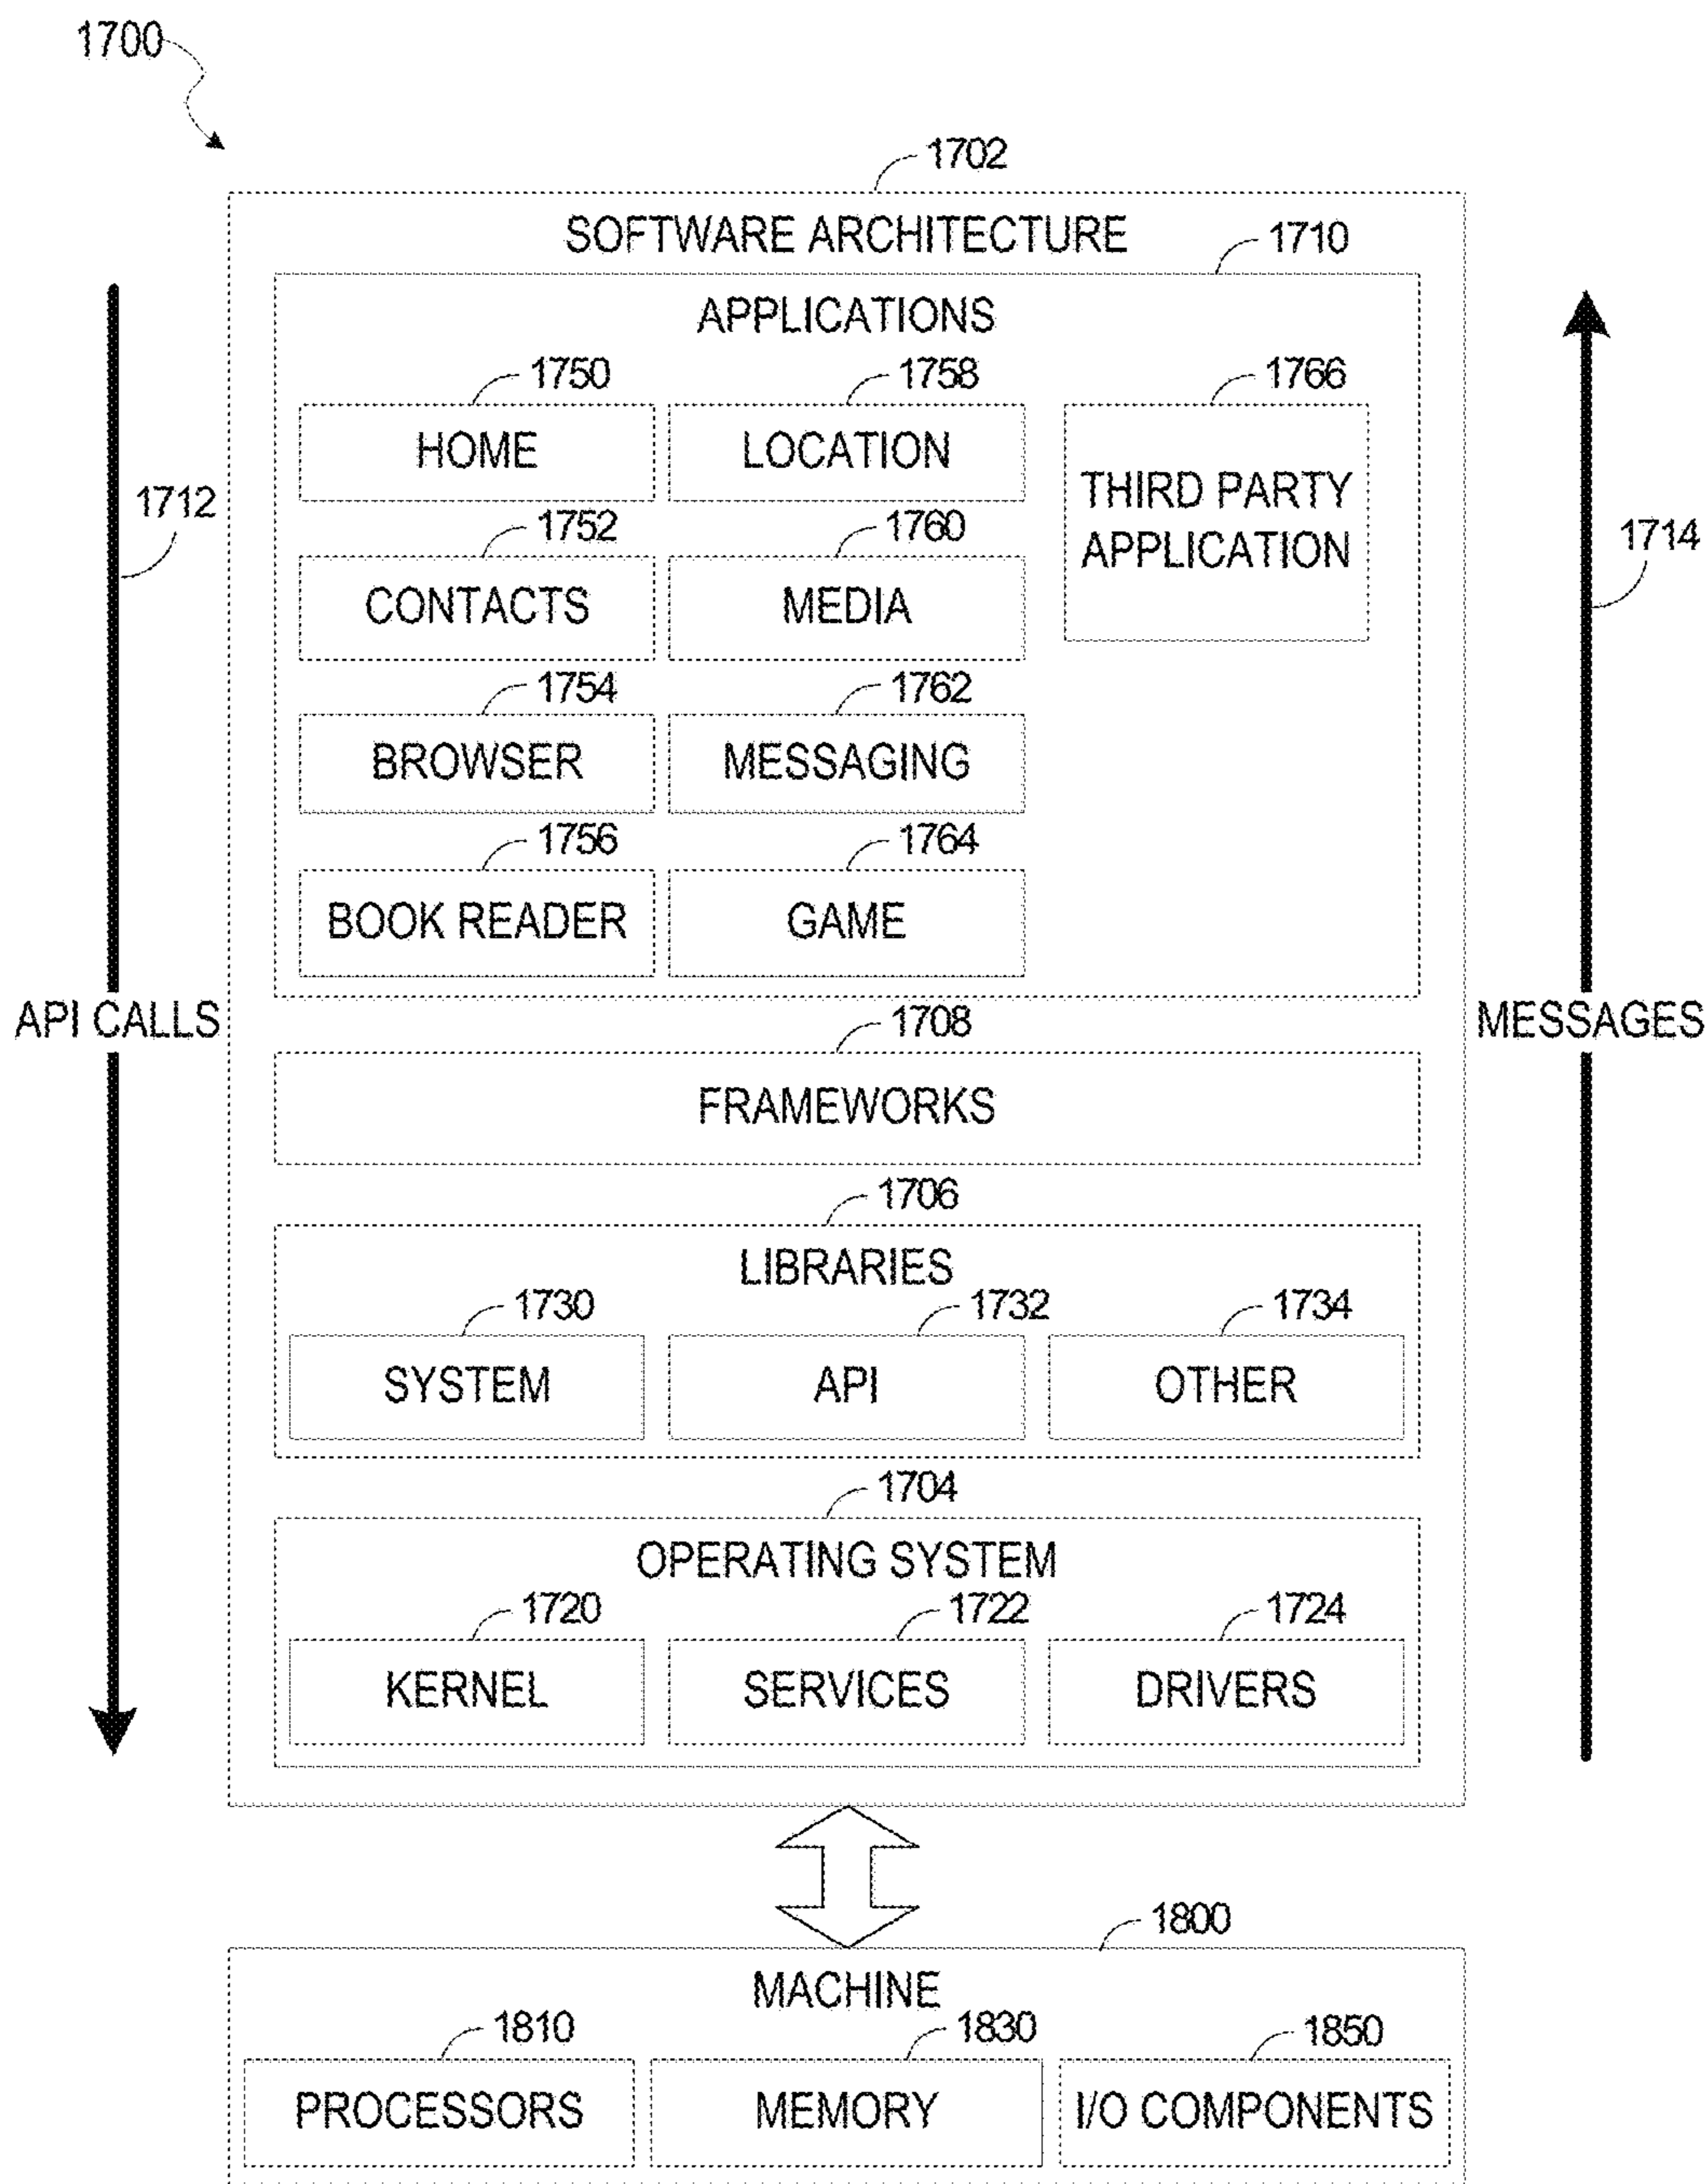 1700
1702
SOFTWARE ARCHITECTURE
1710
APPLICATIONS
1750
1758
1766
HOME
LOCATION
THIRD PARTY
APPLICATION
1712
1752
1760
1714
CONTACTS
MEDIA
1754
1762
BROWSER
MESSAGING
1756
1764
BOOK READER
GAME
API CALLS
1708
MESSAGES
FRAMEWORKS
1706
LIBRARIES
1730
1732
1734
SYSTEM
API
OTHER
1704
OPERATING SYSTEM
1720
1722
1724
KERNEL
SERVICES
DRIVERS
1800
MACHINE
1810
1830
1850
PROCESSORS
MEMORY
I/O COMPONENTS